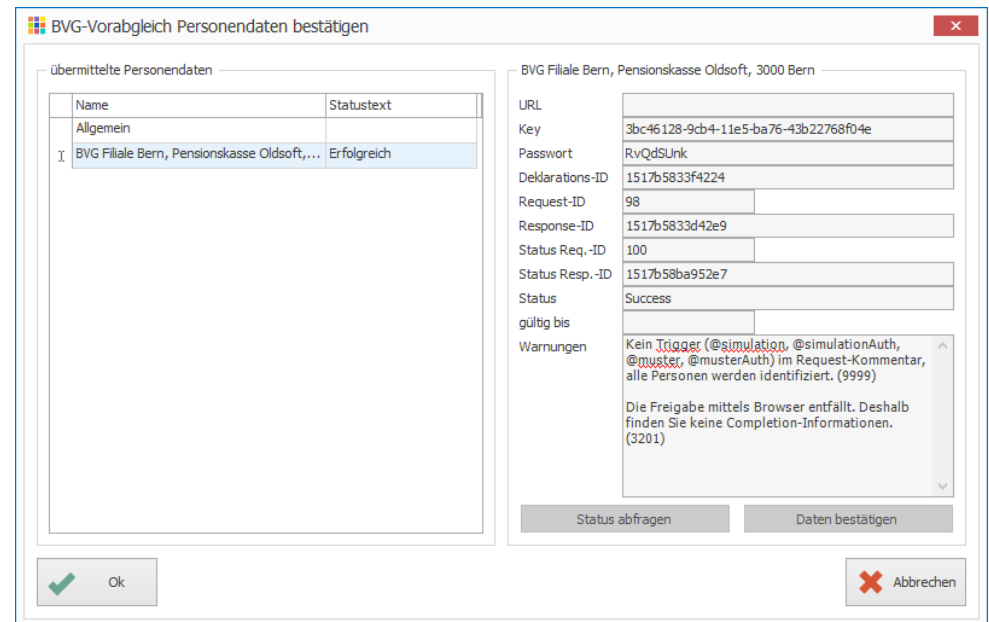 BVG-Vorabgleich Personendaten bestätigen
übermittelte Personendaten
Name Statustext
Allgemein
BVG Filiale Bern, Pensionskasse Oldsoft,... Erfolgreich
BVG Filiale Bern, Pensionskasse Oldsoft, 3000 Bern
URL
Key 3bc46128-9cb4-11e5-ba76-43b22768f04e
Passwort RvQdSUnk
Deklarations-ID 1517b5833f4224
Request-ID 98
Response-ID 1517b5833d42e9
Status Req.-ID 100
Status Resp.-ID 1517b58ba952e7
Status Success
gültig bis
Warnungen Kein Trigger (@simulation, @simulationAuth,
@muster, @musterAuth) im Request-Kommentar,
alle Personen werden identifiziert. (9999)
Die Freigabe mittels Browser entfällt. Deshalb
finden Sie keine Completion-Informationen.
(3201)
Status abfragen Daten bestätigen
Ok Abbrechen